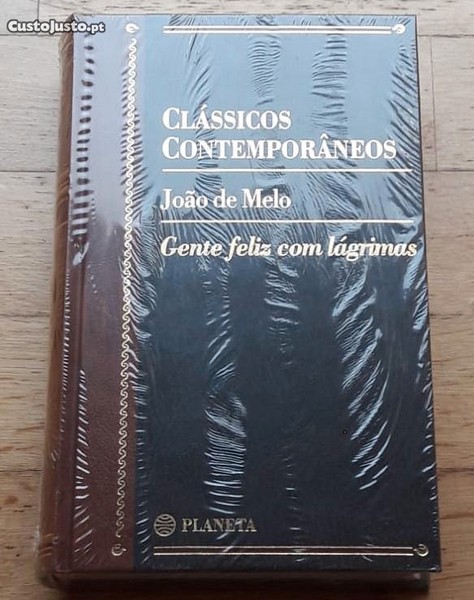 CustoJusto.pt
CLÁSSICOS
CONTEMPORÂNEOS
João de Melo
Gente feliz com lágrimas
PLANETA